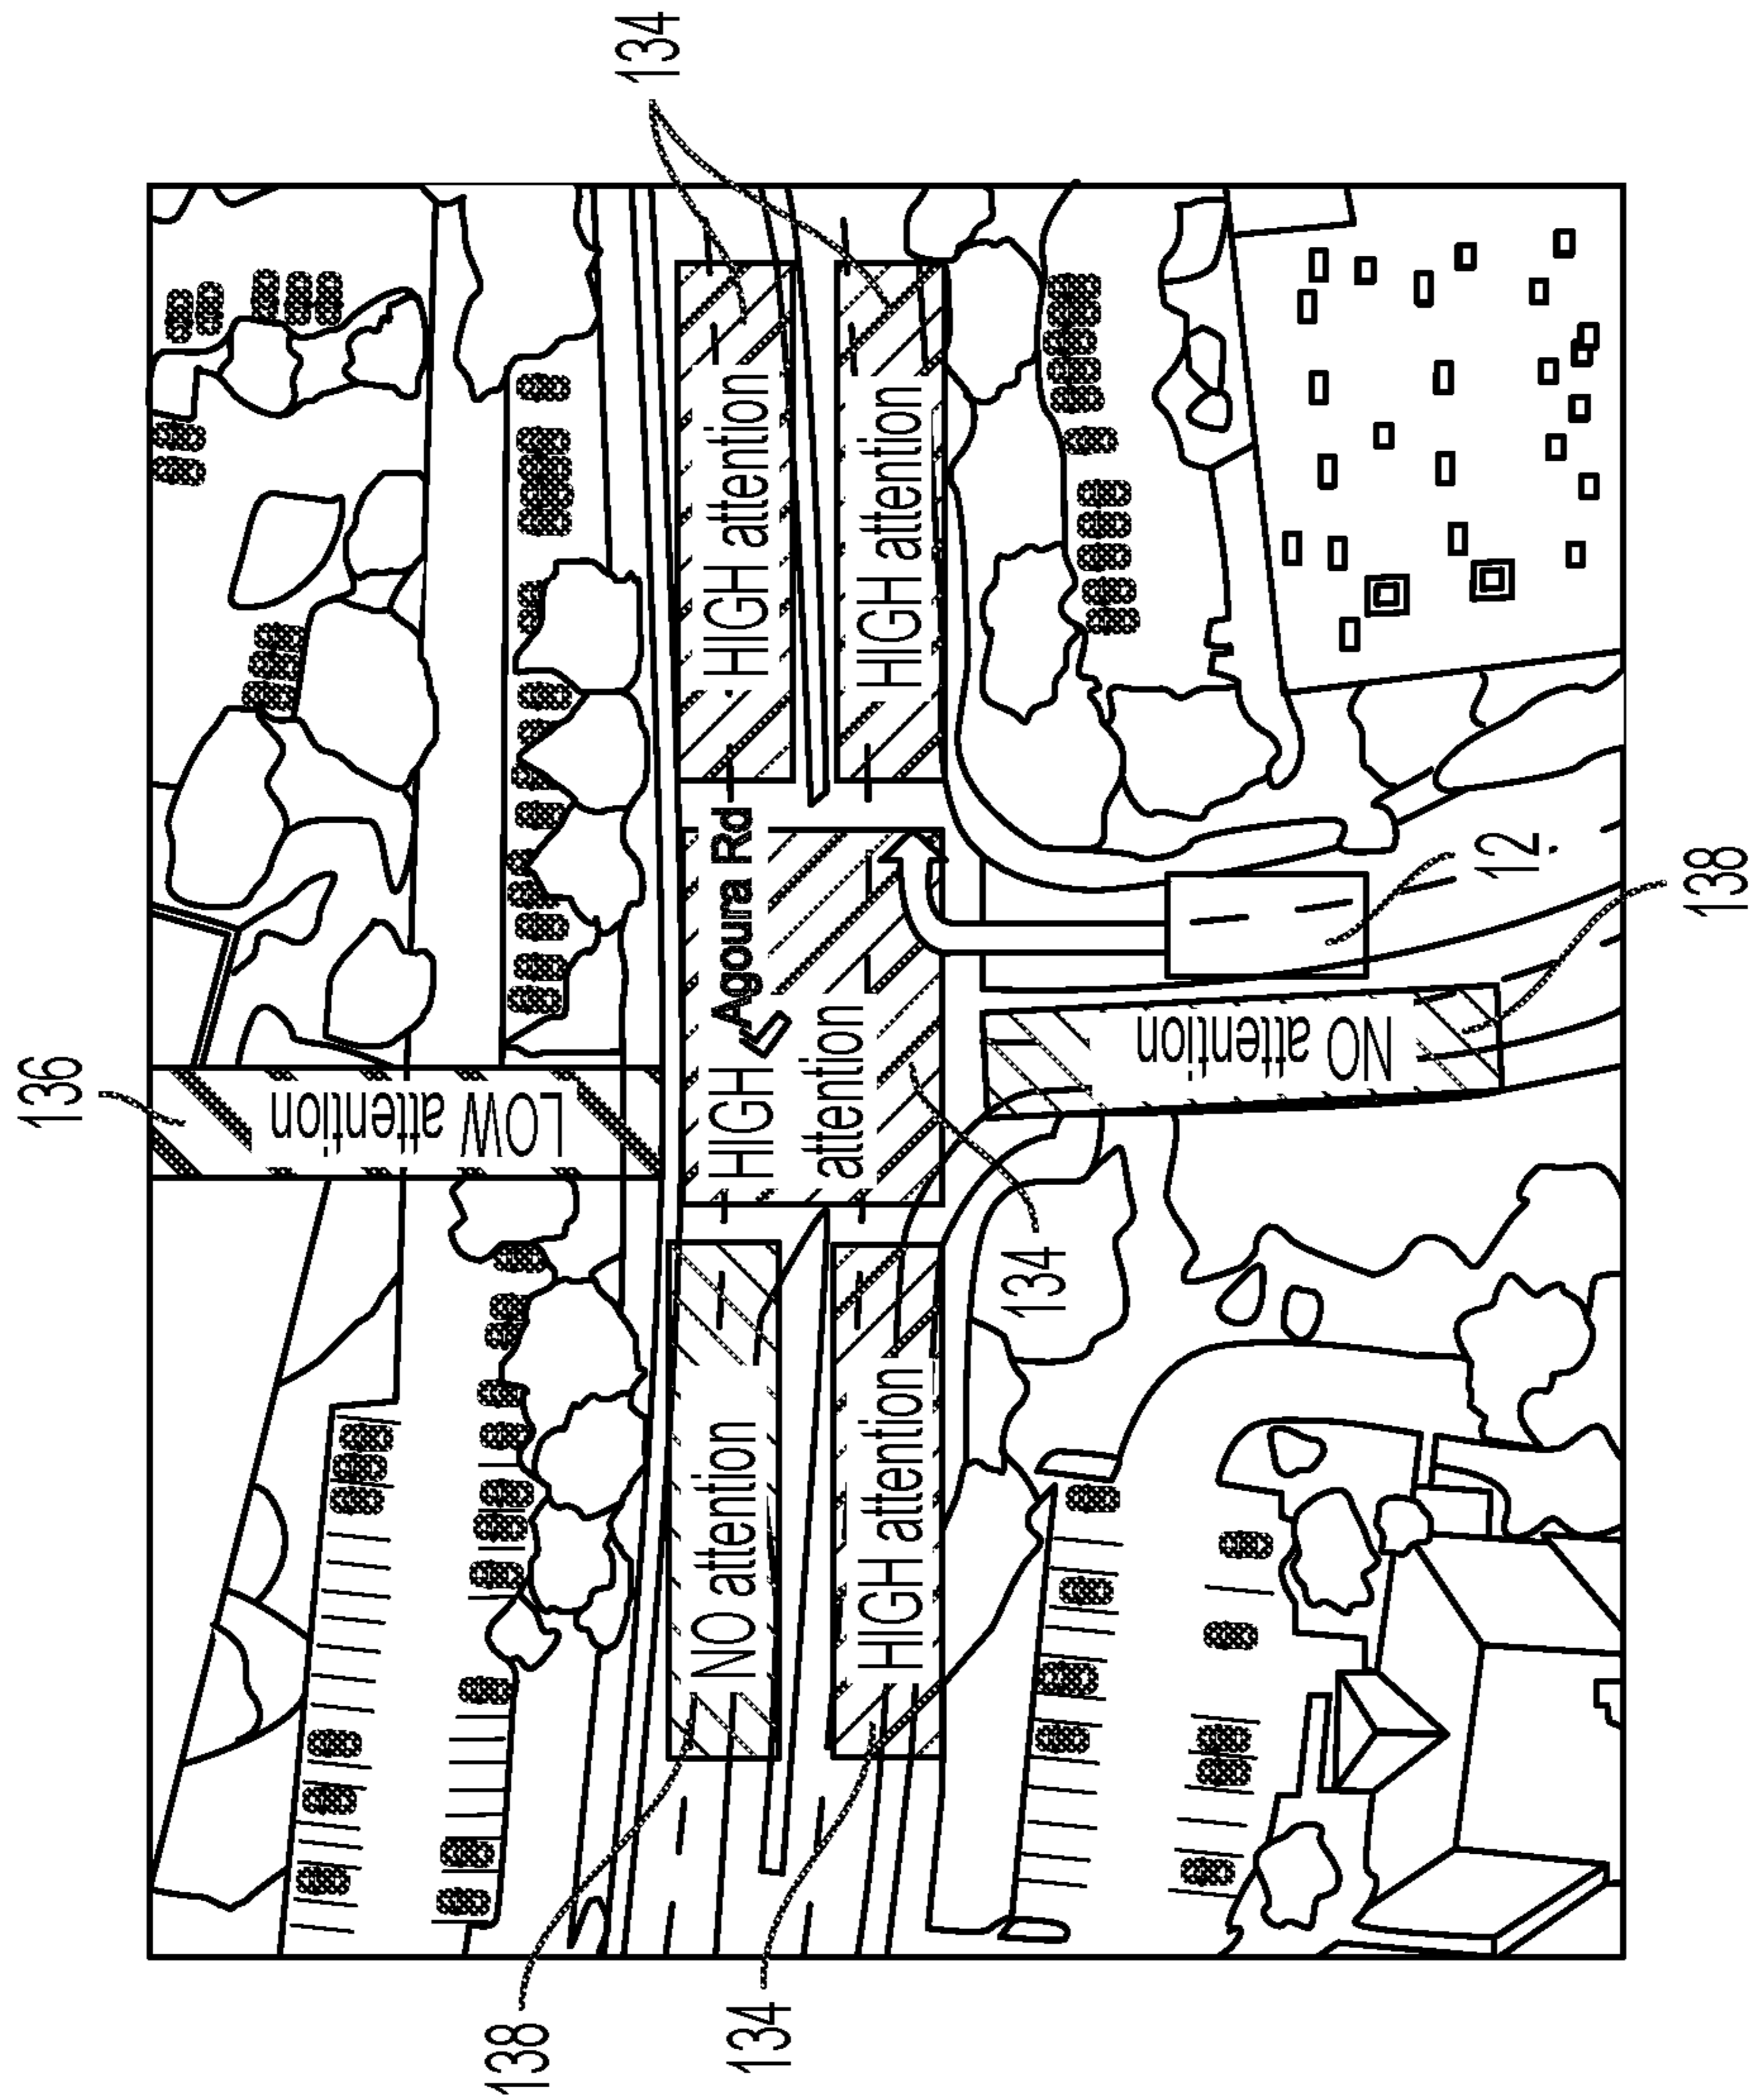 136
138
134
LOW attention
NO attention
HIGH attention
Agoura Rd
HIGH attention
134
HIGH attention
HIGH attention
134
NO attention
12
138